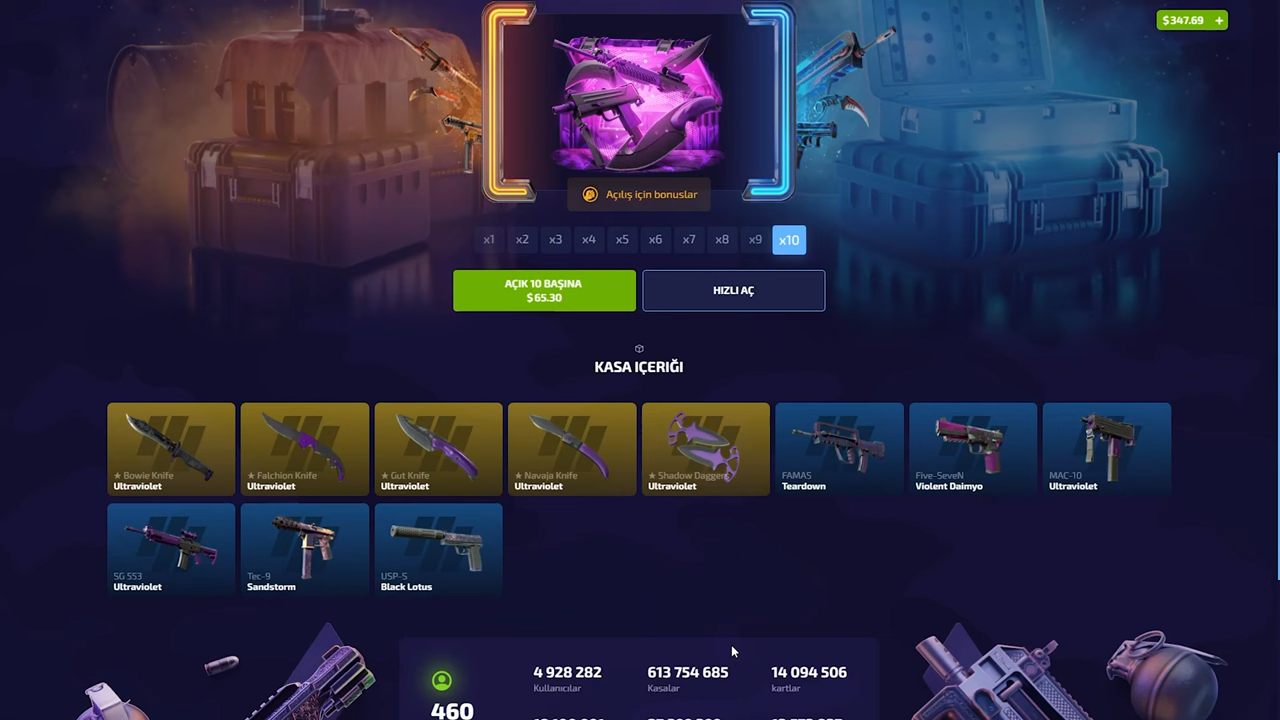 $347.69 +
Açılış için bonuslar
x1 x2 x3 x4 x5 x6 x7 x8 x9 x10
AÇIK 10 BAŞINA
$65.30
HIZLI AÇ
KASA IÇERIĞI
★ Bowie Knife
Ultraviolet
★ Falchion Knife
Ultraviolet
★ Gut Knife
Ultraviolet
★ Navaja Knife
Ultraviolet
★ Shadow Daggers
Ultraviolet
FAMAS
Teardown
Five-SeveN
Violent Daimyo
MAC-10
Ultraviolet
SG 553
Ultraviolet
Tec-9
Sandstorm
USP-S
Black Lotus
460
4 928 282
Kullanıcılar
613 754 685
Kasalar
14 094 506
kartlar